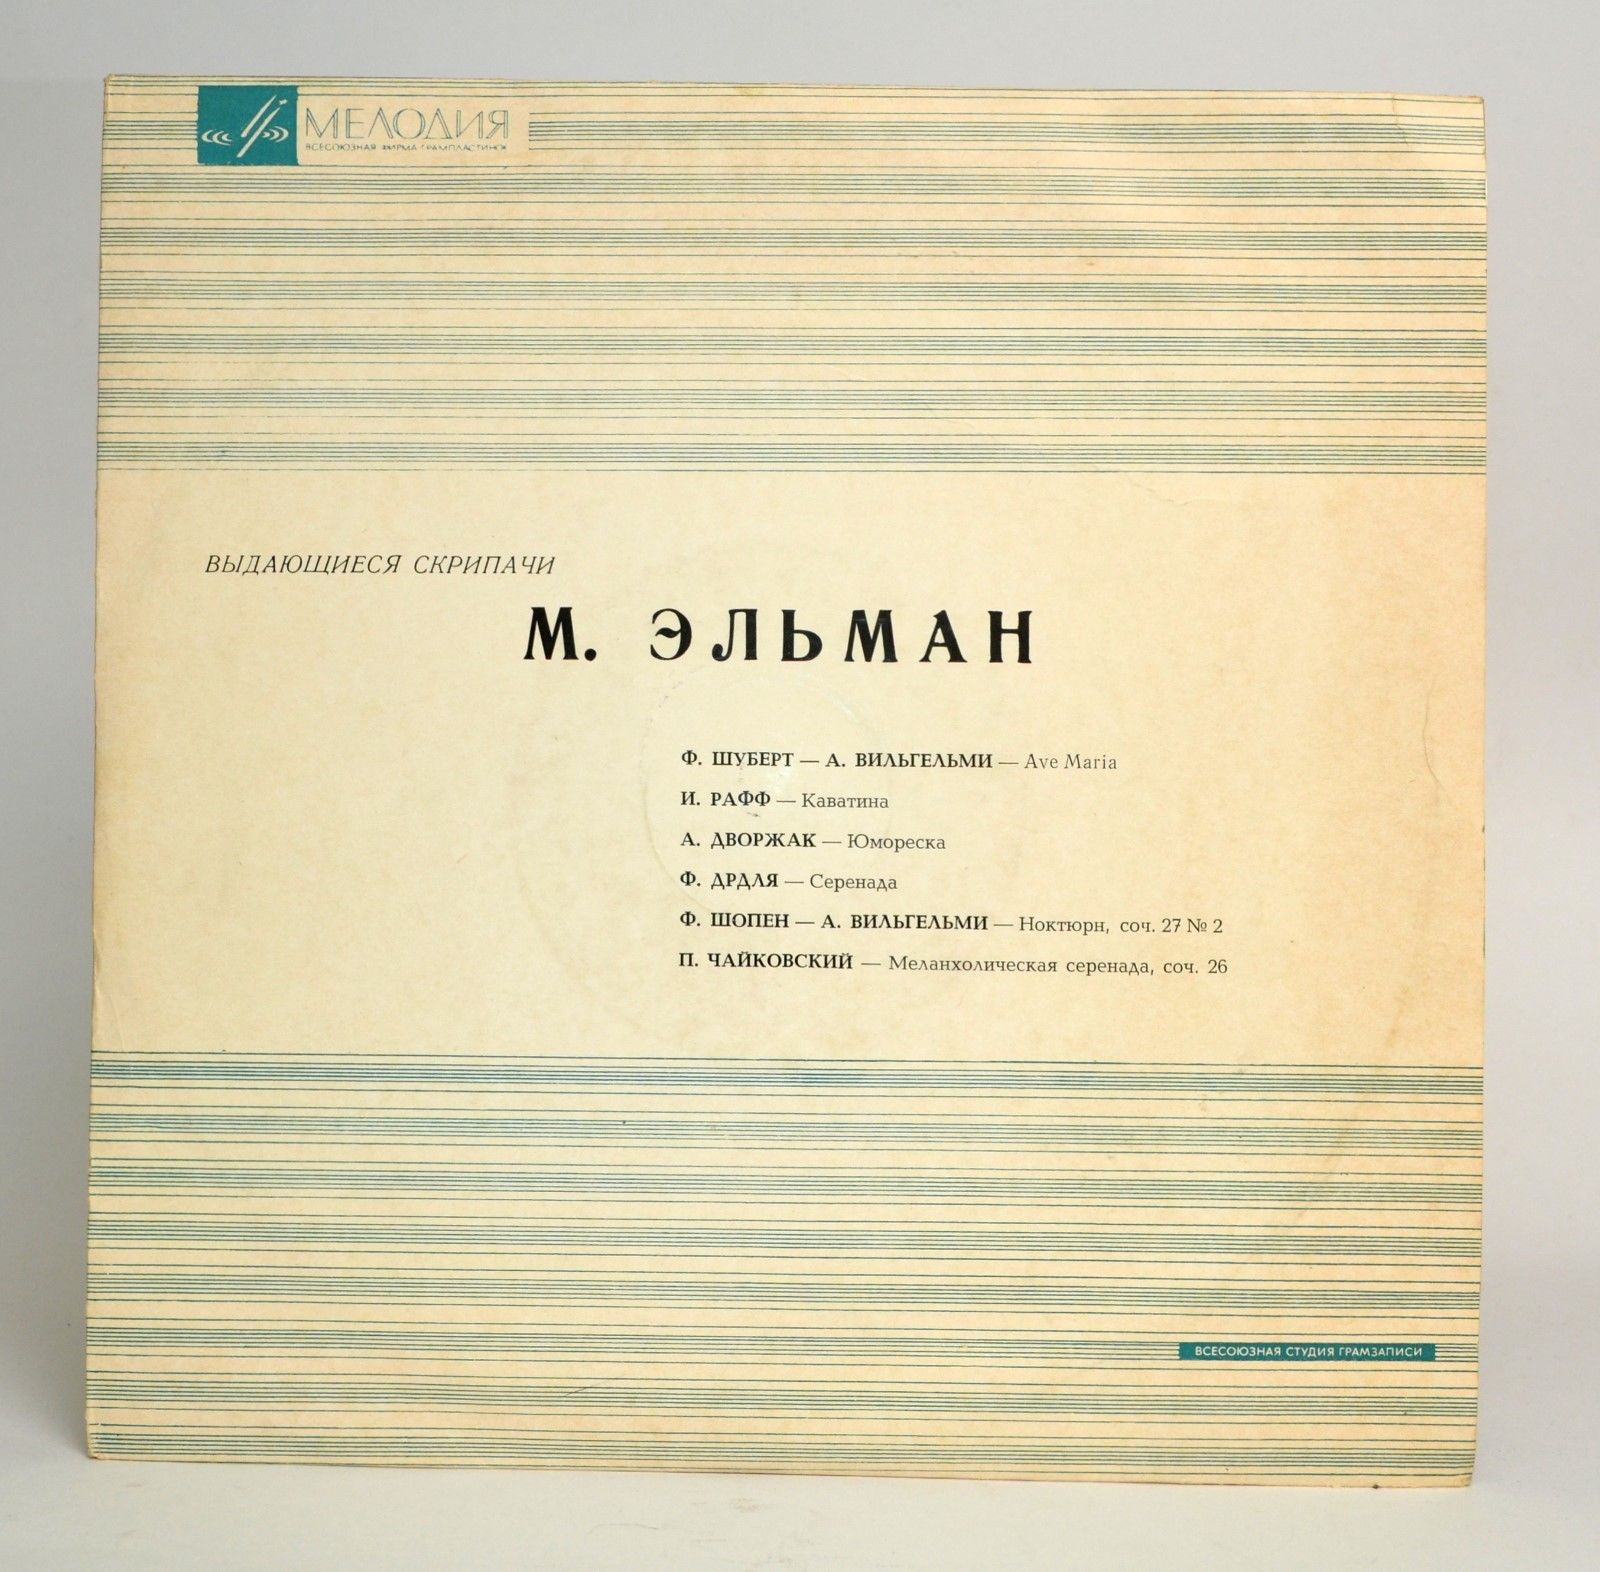 МЕЛОДИЯ
ВСЕСОЮЗНАЯ ФИРМА ГРАМПЛАСТИНОК
ВЫДАЮЩИЕСЯ СКРИПАЧИ
М. ЭЛЬМАН
Ф. ШУБЕРТ — А. ВИЛЬГЕЛЬМИ — Ave Maria
И. РАФФ — Каватина
А. ДВОРЖАК — Юмореска
Ф. ДРДЛЯ — Серенада
Ф. ШОПЕН — А. ВИЛЬГЕЛЬМИ — Ноктюрн, соч. 27 № 2
П. ЧАЙКОВСКИЙ — Меланхолическая серенада, соч. 26
ВСЕСОЮЗНАЯ СТУДИЯ ГРАМЗАПИСИ